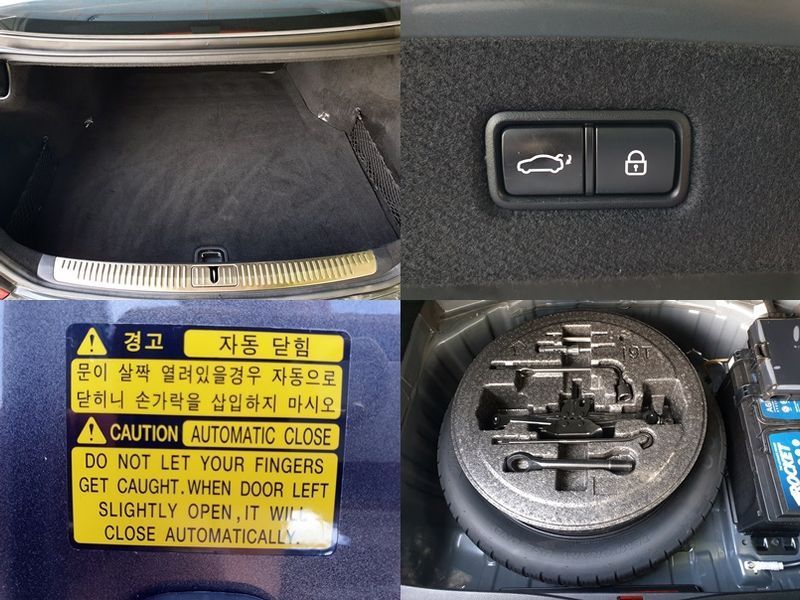 경고 자동 닫힘
문이 살짝 열려있을경우 자동으로
닫히니 손가락을 삽입하지 마시오
CAUTION AUTOMATIC CLOSE
DO NOT LET YOUR FINGERS
GET CAUGHT.WHEN DOOR LEFT
SLIGHTLY OPEN,IT WILL
CLOSE AUTOMATICALLY.
19T
ROCKET